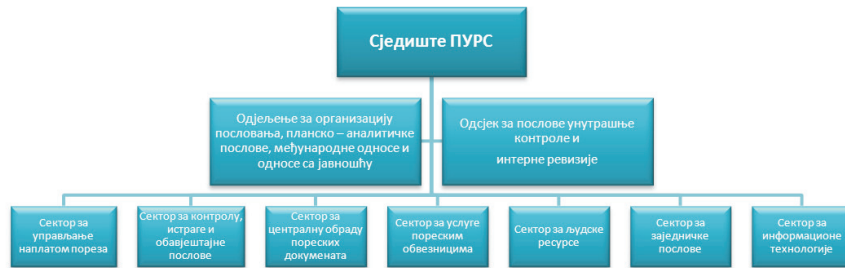 Сједиште ПУРС
Одјељење за организацију
пословања, планско – аналитичке
послове, међународне односе и
односе са јавношћу
Одсјек за послове унутрашње
контроле и
интерне ревизије
Сектор за
управљање
наплатом пореза
Сектор за контролу,
истраге и
обавјештајне
послове
Сектор за
централну обраду
пореских
докумената
Сектор за услуге
пореским
обвезницима
Сектор за људске
ресурсе
Сектор за
заједничке
послове
Сектор за
информационе
технологије